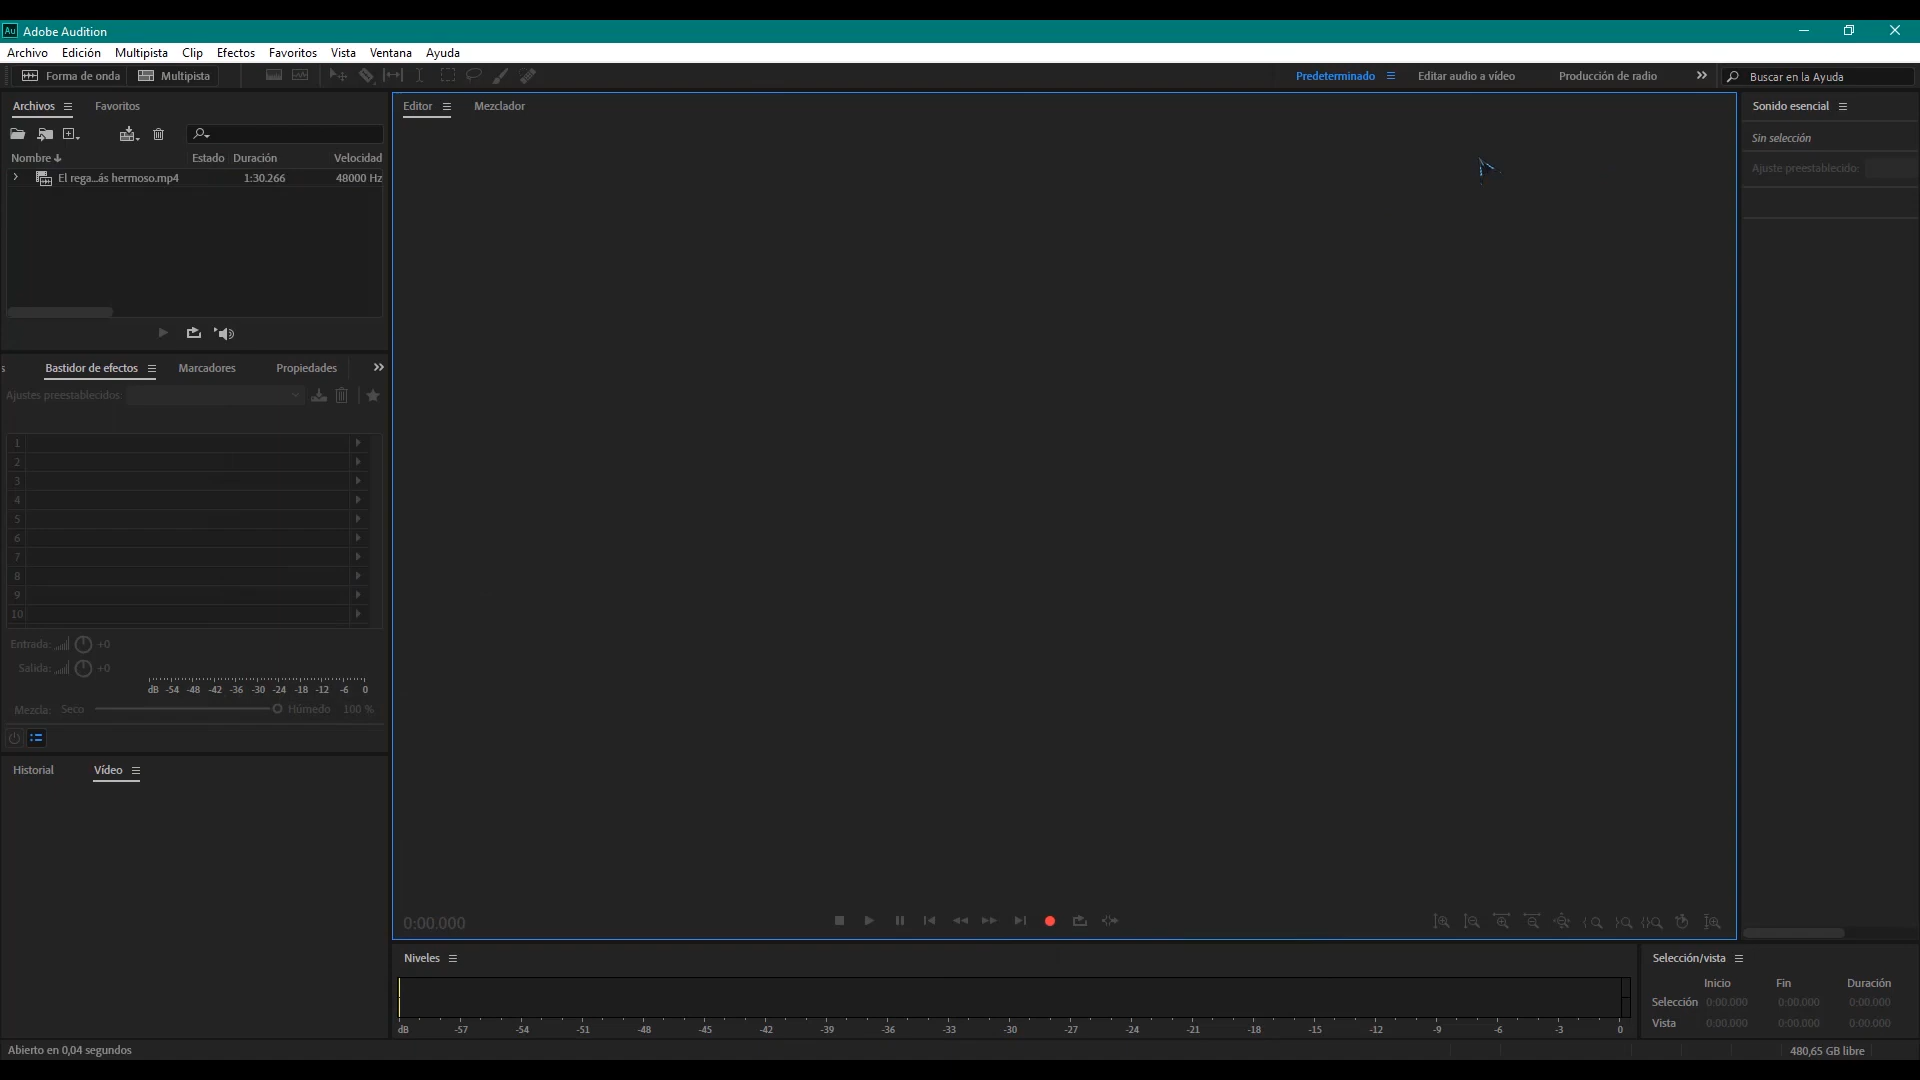 Au Adobe Audition
Archivo Edición Multipista Clip Efectos Favoritos Vista Ventana Ayuda
Forma de onda Multipista Predeterminado Editar audio a vídeo Producción de radio Buscar en la Ayuda
Archivos Favoritos
Nombre Estado Duración Velocidad
El rega...ás hermoso.mp4 1:30.266 48000 Hz
Bastidor de efectos Marcadores Propiedades
Ajustes preestablecidos:
1
2
3
4
5
6
7
8
9
10
Entrada: +0
Salida: +0
dB -54 -48 -42 -36 -30 -24 -18 -12 -6 0
Mezcla: Seco Húmedo 100 %
Historial Vídeo
Editor Mezclador
0:00.000
Niveles
dB -57 -54 -51 -48 -45 -42 -39 -36 -33 -30 -27 -24 -21 -18 -15 -12 -9 -6 -3 0
Sonido esencial
Sin selección
Ajuste preestablecido:
Selección/vista
Inicio Fin Duración
Selección 0:00.000 0:00.000 0:00.000
Vista 0:00.000 0:00.000 0:00.000
Abierto en 0,04 segundos
480,65 GB libre